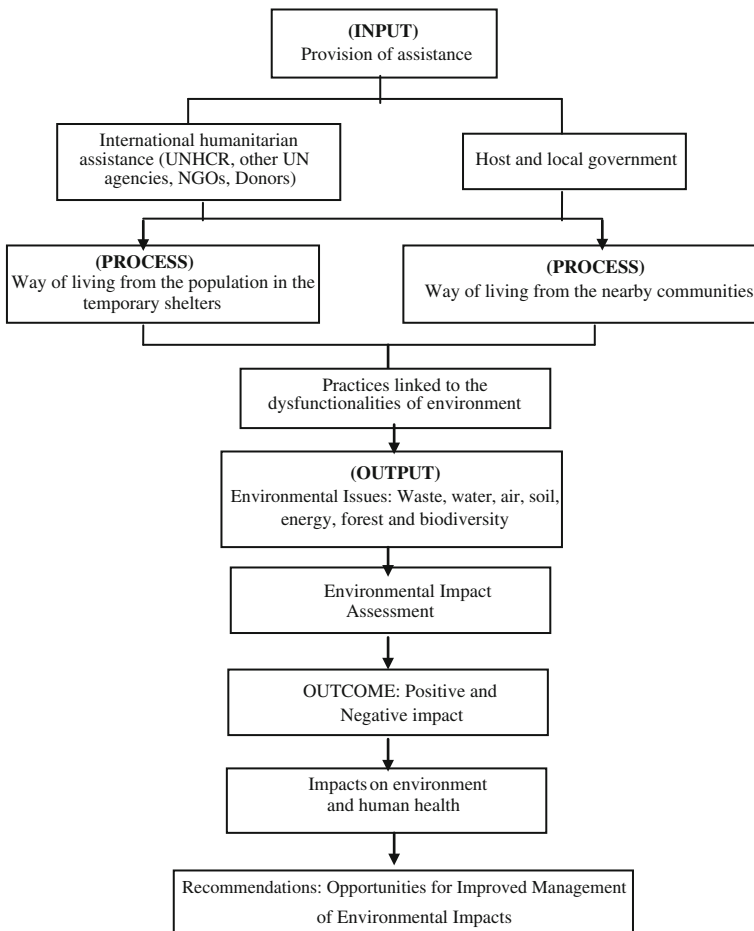 (INPUT)
Provision of assistance
International humanitarian
assistance (UNHCR, other UN
agencies, NGOs, Donors)
Host and local government
(PROCESS)
Way of living from the population in the
temporary shelters
(PROCESS)
Way of living from the nearby communities
Practices linked to the
dysfunctionalities of environment
(OUTPUT)
Environmental Issues: Waste, water, air, soil,
energy, forest and biodiversity
Environmental Impact
Assessment
OUTCOME: Positive and
Negative impact
Impacts on environment
and human health
Recommendations: Opportunities for Improved Management
of Environmental Impacts